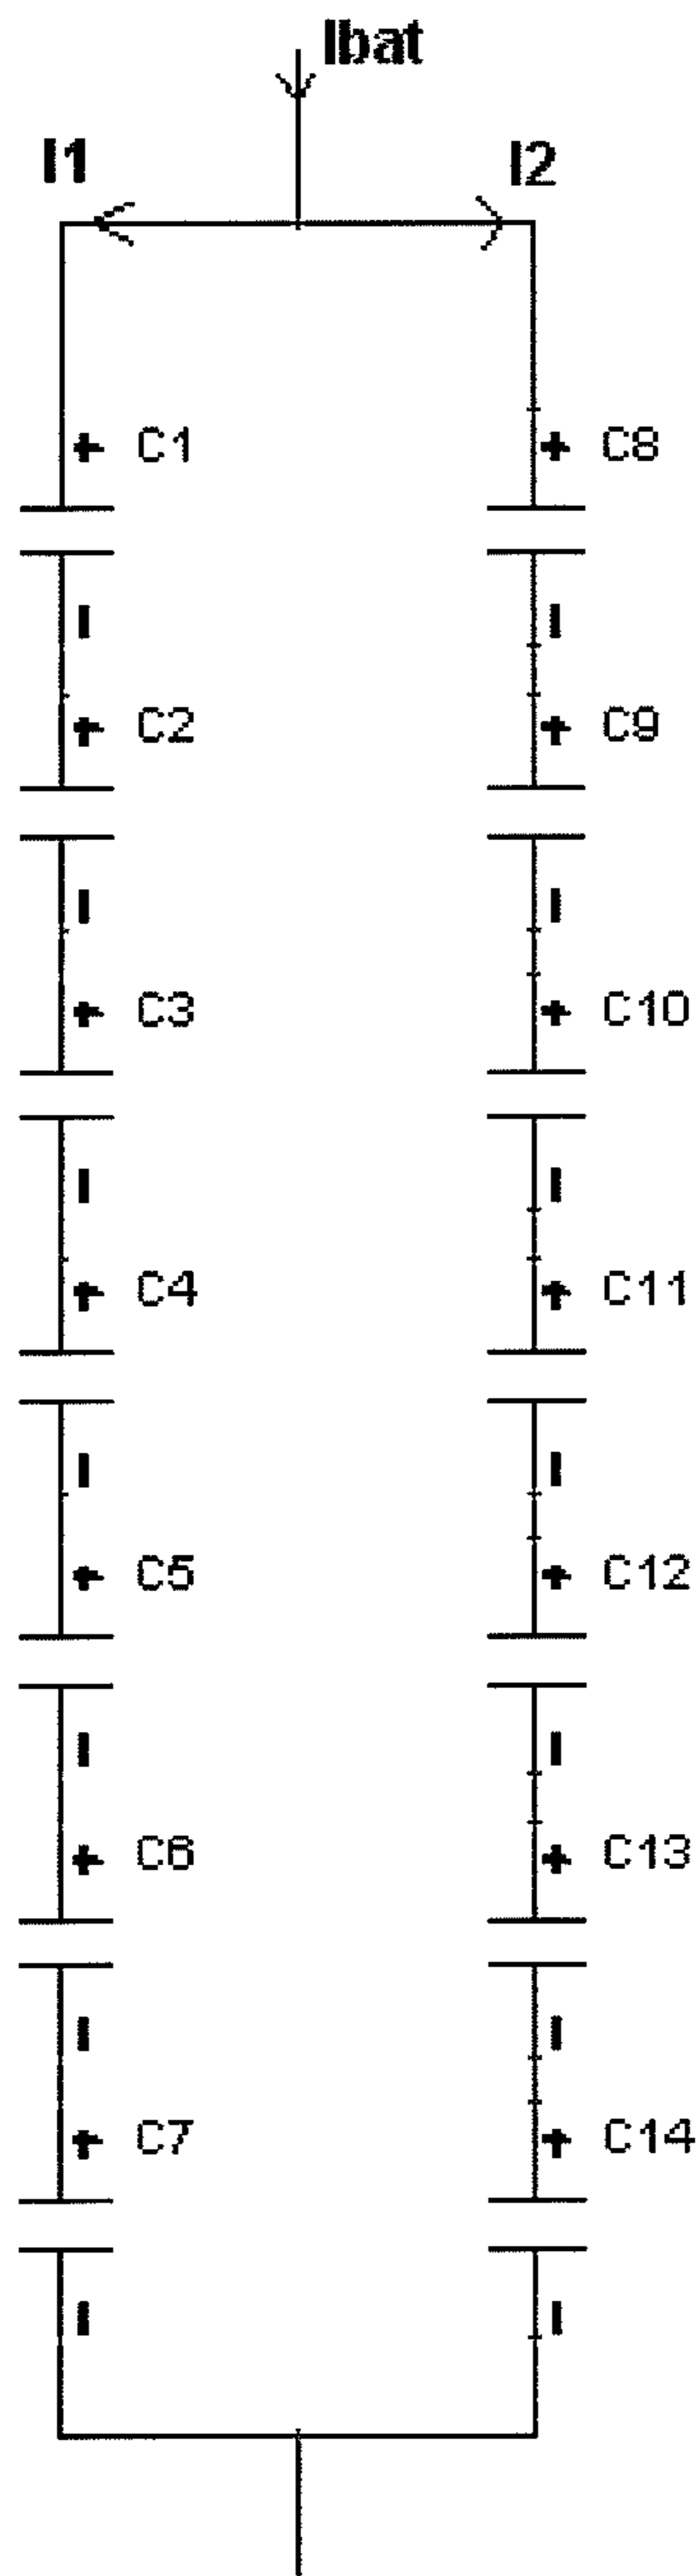 Ibat
I1 I2
+ C1 + C8
-
-
+ C2 + C9
-
-
+ C3 + C10
-
-
+ C4 + C11
-
-
+ C5 + C12
-
-
+ C6 + C13
-
-
+ C7 + C14
-
-